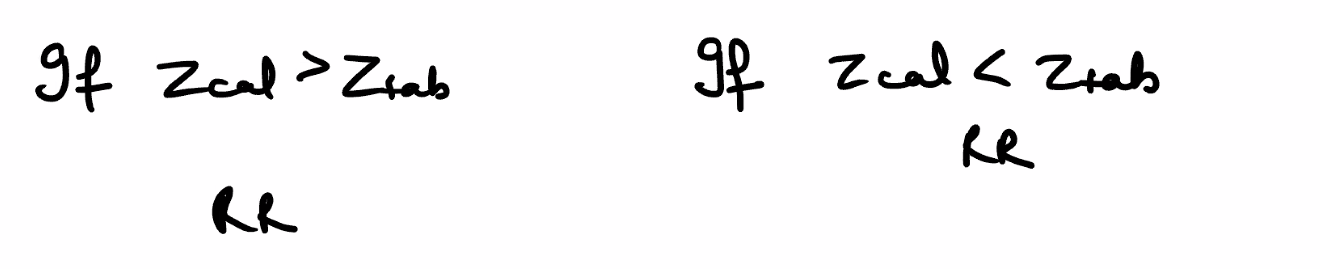 If Zcal > Ztab
RR
If Zcal < Ztab
RR